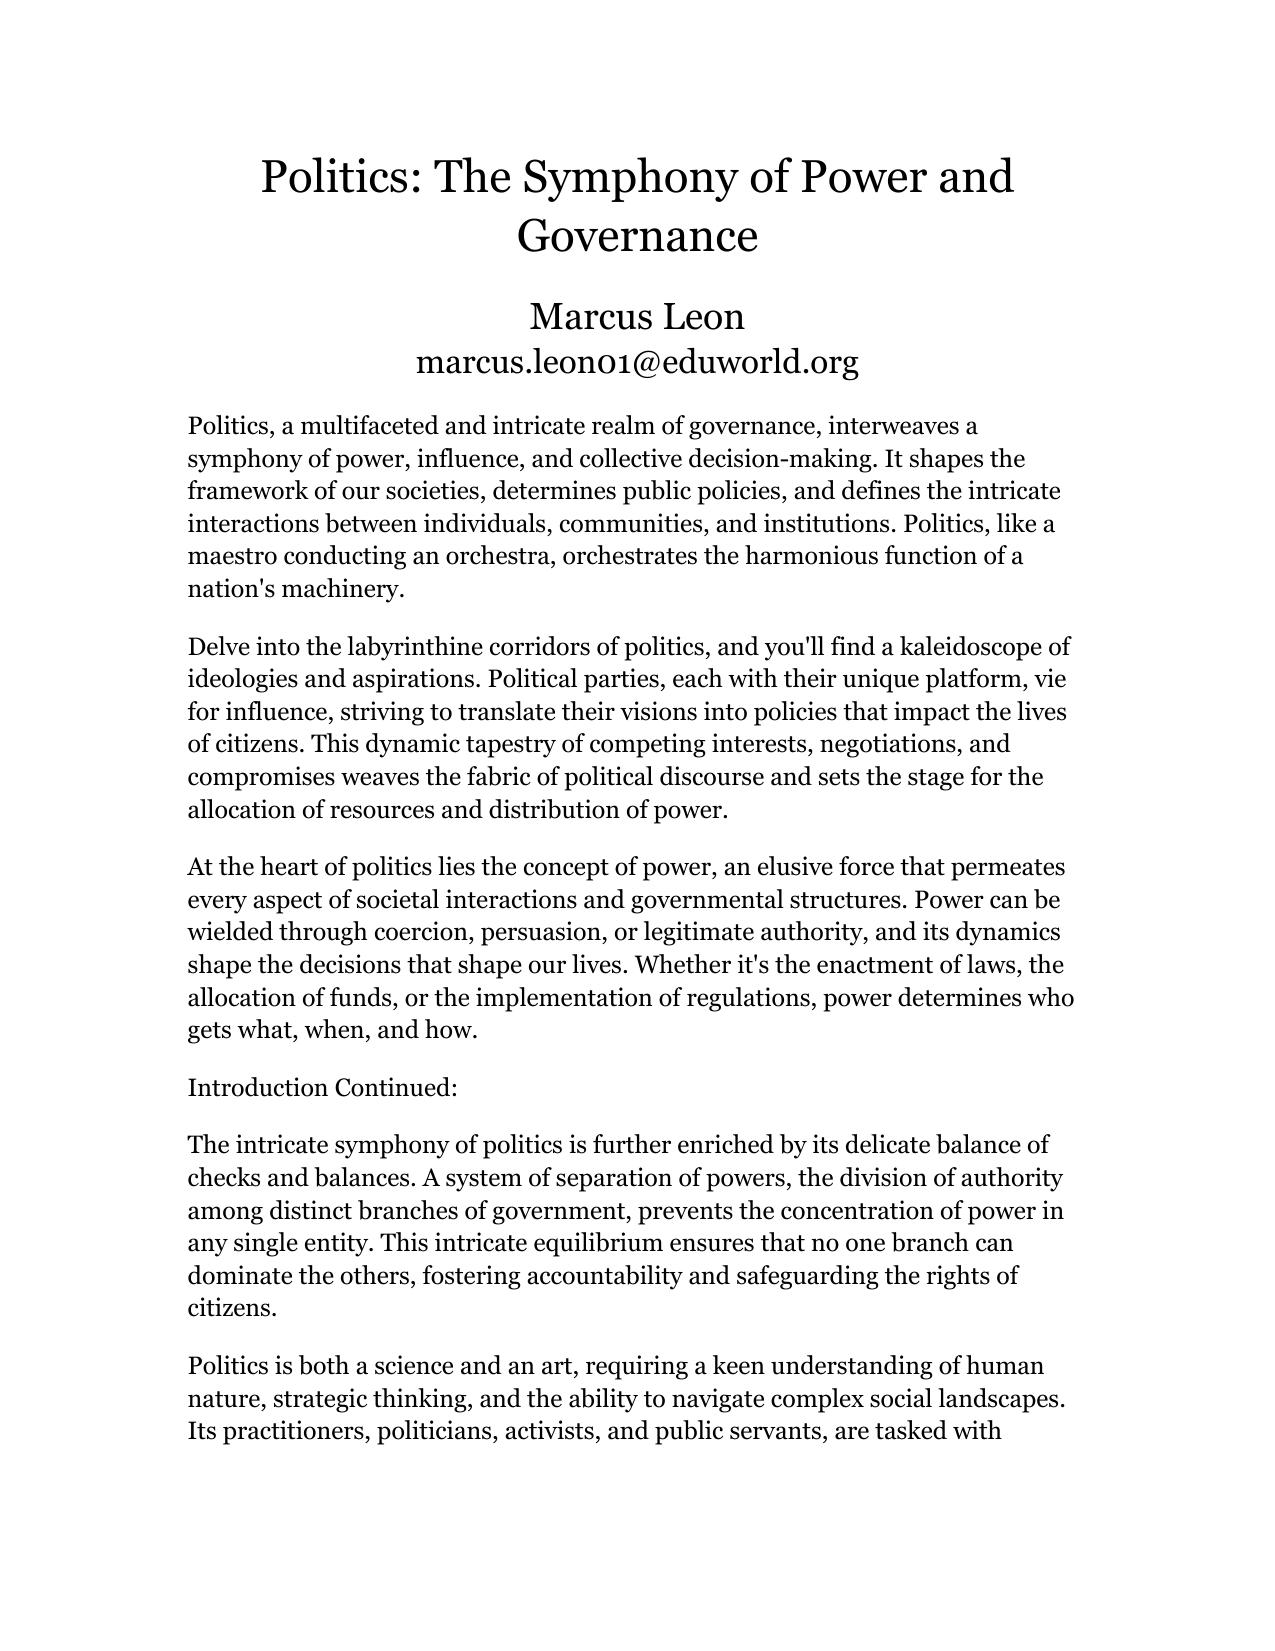 Politics: The Symphony of Power and
Governance
Marcus Leon
marcus.leon01@eduworld.org
Politics, a multifaceted and intricate realm of governance, interweaves a
symphony of power, influence, and collective decision-making. It shapes the
framework of our societies, determines public policies, and defines the intricate
interactions between individuals, communities, and institutions. Politics, like a
maestro conducting an orchestra, orchestrates the harmonious function of a
nation's machinery.
Delve into the labyrinthine corridors of politics, and you'll find a kaleidoscope of
ideologies and aspirations. Political parties, each with their unique platform, vie
for influence, striving to translate their visions into policies that impact the lives
of citizens. This dynamic tapestry of competing interests, negotiations, and
compromises weaves the fabric of political discourse and sets the stage for the
allocation of resources and distribution of power.
At the heart of politics lies the concept of power, an elusive force that permeates
every aspect of societal interactions and governmental structures. Power can be
wielded through coercion, persuasion, or legitimate authority, and its dynamics
shape the decisions that shape our lives. Whether it's the enactment of laws, the
allocation of funds, or the implementation of regulations, power determines who
gets what, when, and how.
Introduction Continued:
The intricate symphony of politics is further enriched by its delicate balance of
checks and balances. A system of separation of powers, the division of authority
among distinct branches of government, prevents the concentration of power in
any single entity. This intricate equilibrium ensures that no one branch can
dominate the others, fostering accountability and safeguarding the rights of
citizens.
Politics is both a science and an art, requiring a keen understanding of human
nature, strategic thinking, and the ability to navigate complex social landscapes.
Its practitioners, politicians, activists, and public servants, are tasked with